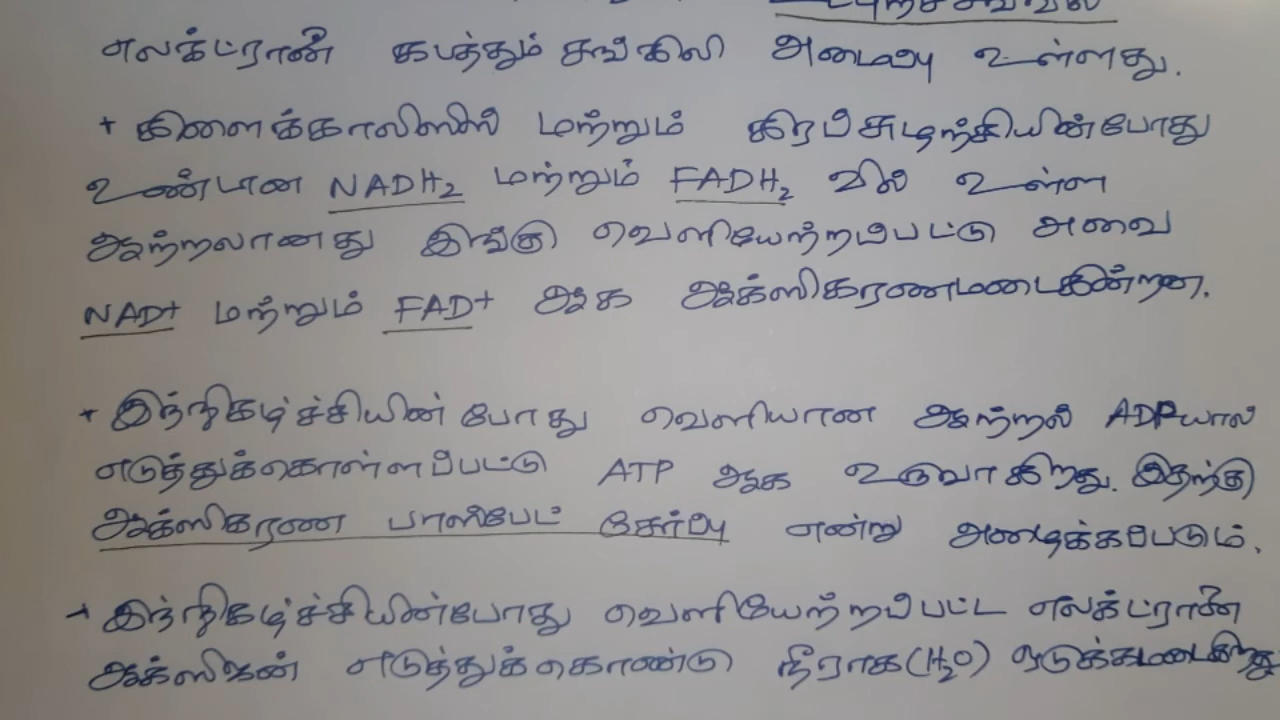 எலக்ட்ரான் கடத்தும் சங்கிலி அமைப்பு உள்ளது.
+ கிளைக்காலிஸிஸ் மற்றும் கிரப்சுழற்சியின்போது
உண்டான NADH₂ மற்றும் FADH₂ வில் உள்ள
ஆற்றலானது இங்கு வெளியேற்றப்பட்டு அவை
NAD+ மற்றும் FAD+ ஆக ஆக்ஸிகரணமடைகின்றன.
+ இந்நிகழ்ச்சியின் போது வெளியான ஆற்றல் ADPயால்
எடுத்துக்கொள்ளப்பட்டு ATP ஆக உருவாகிறது. இதற்கு
ஆக்ஸிகரண பாஸ்பேட் சேர்ப்பு என்று அழைக்கப்படும்.
+ இந்நிகழ்ச்சியின்போது வெளியேற்றப்பட்ட எலக்ட்ரான்
ஆக்ஸிஜன் எடுத்துக்கொண்டு நீராக (H₂O) ஒடுக்கமடைகிறது